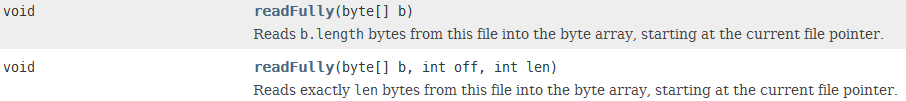 void readFully(byte[] b)
Reads b.length bytes from this file into the byte array, starting at the current file pointer.
void readFully(byte[] b, int off, int len)
Reads exactly len bytes from this file into the byte array, starting at the current file pointer.